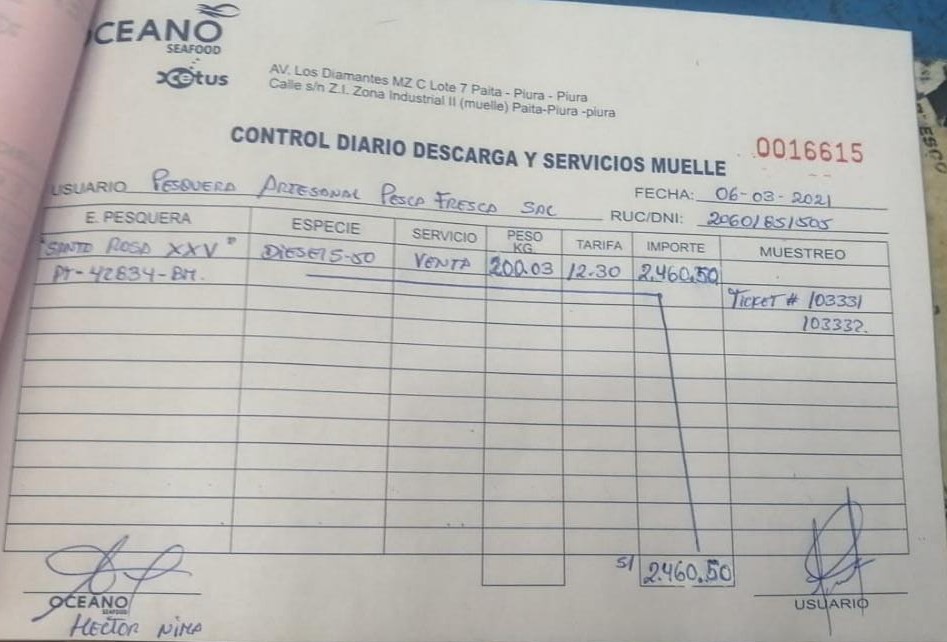 OCEANO
SEAFOOD
xcetus
AV. Los Diamantes MZ C Lote 7 Paita - Piura - Piura
Calle s/n Z.I. Zona Industrial II (muelle) Paita-Piura -piura
CONTROL DIARIO DESCARGA Y SERVICIOS MUELLE 0016615
USUARIO PESQUERA ARTESONAL PESCA FRESCA SAC FECHA: 06-03-2021
RUC/DNI: 20601851505
E. PESQUERA ESPECIE SERVICIO PESO KG TARIFA IMPORTE MUESTREO
"SANTO ROSA XXV" DIESEL5-50 VENTA 200.03 12.30 2,460.50
PT-42834-BM.
TICKET # 103331
103332.
S/ 2.460.50
OCEANO
SEAFOOD
USUARIO
HECTOR NIMA